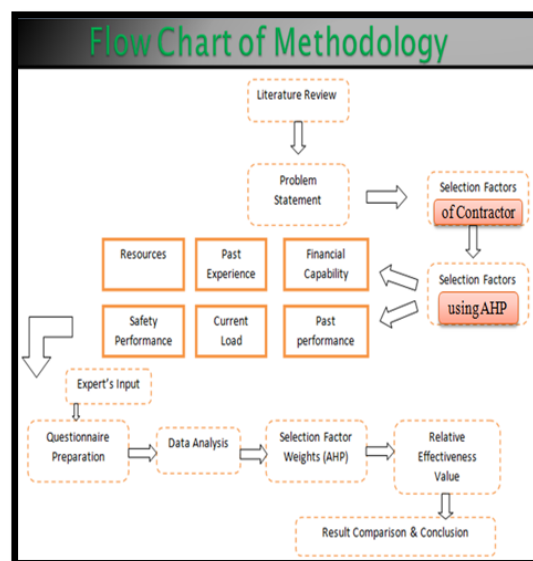 Flow Chart of Methodology
Literature Review
Problem
Statement
Selection Factors
of Contractor
Selection Factors
using AHP
Resources
Past
Experience
Financial
Capability
Safety
Performance
Current
Load
Past
performance
Expert's Input
Questionnaire
Preparation
Data Analysis
Selection Factor
Weights (AHP)
Relative
Effectiveness
Value
Result Comparison & Conclusion